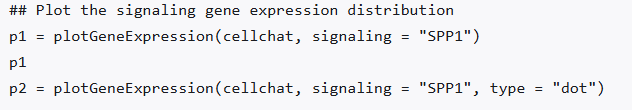 ## Plot the signaling gene expression distribution
p1 = plotGeneExpression(cellchat, signaling = "SPP1")
p1
p2 = plotGeneExpression(cellchat, signaling = "SPP1", type = "dot")